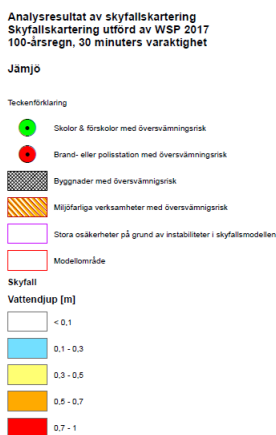 Analysresultat av skyfallskartering
Skyfallskartering utförd av WSP 2017
100-årsregn, 30 minuters varaktighet
Jämjö
Teckenförklaring
Skolor & förskolor med översvämningsrisk
Brand- eller polisstation med översvämningsrisk
Byggnader med översvämnigsrisk
Miljöfarliga verksamheter med översvämnigsrisk
Stora osäkerheter på grund av instabiliteter i skyfallsmodellen
Modellområde
Skyfall
Vattendjup [m]
< 0,1
0,1 - 0,3
0,3 - 0,5
0,5 - 0,7
0,7 - 1